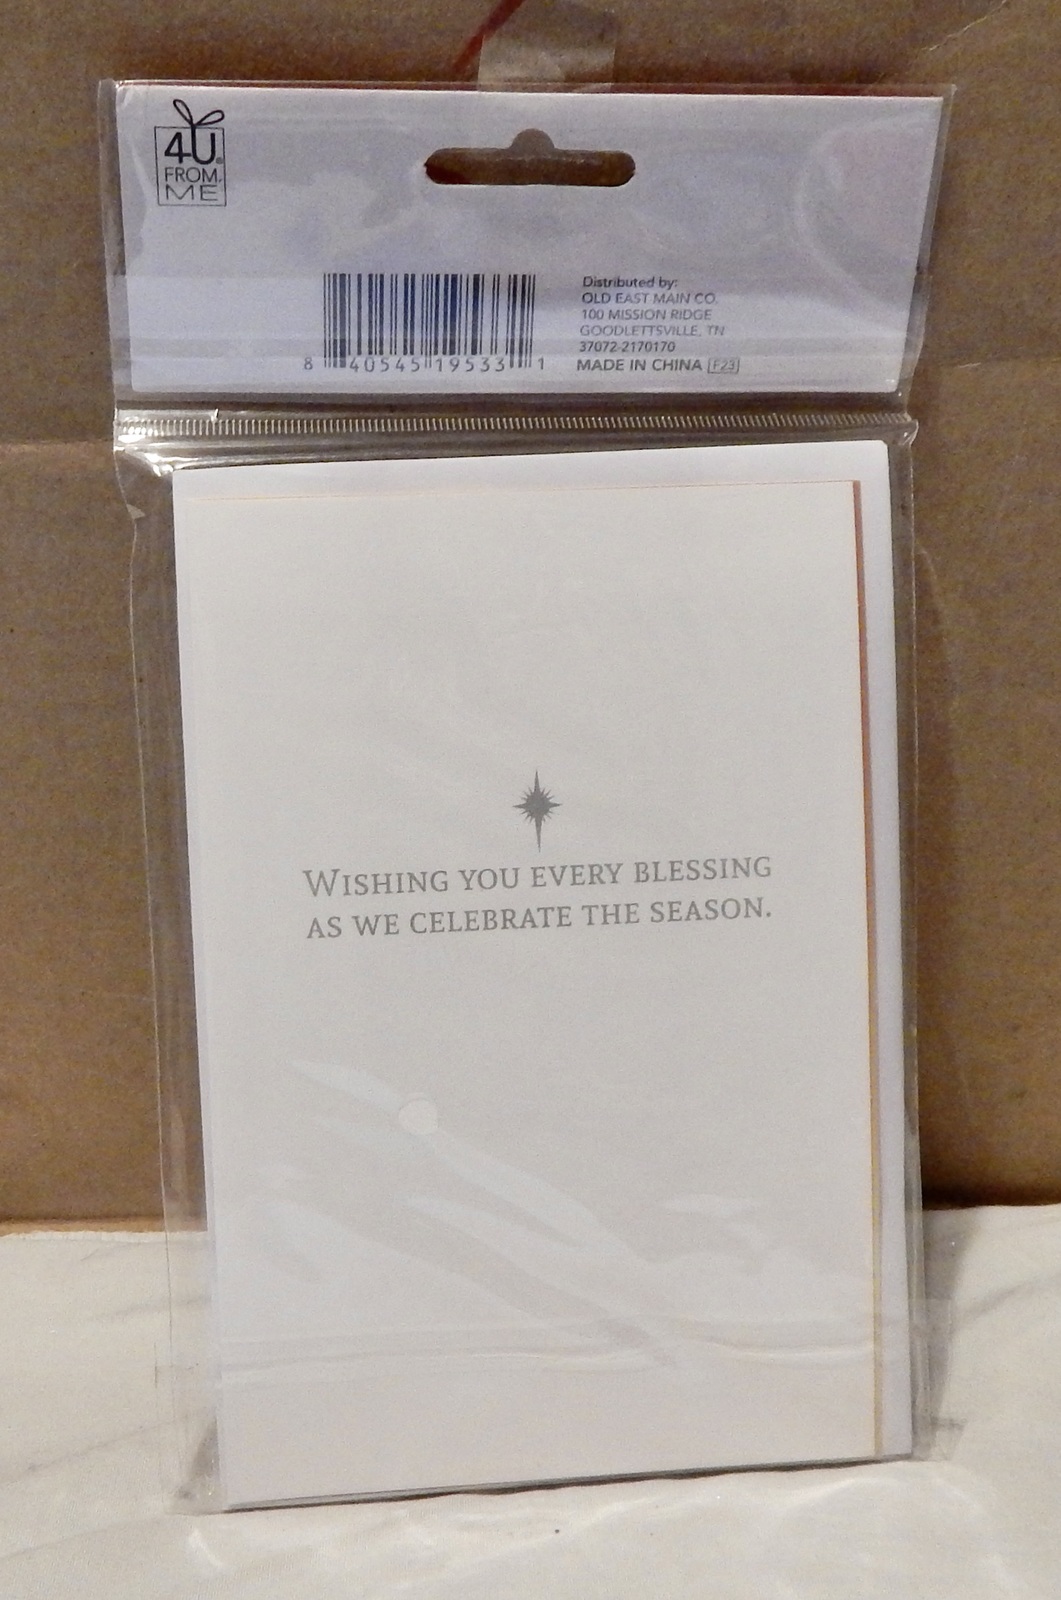 4U®
FROM™
ME
8 40545 19533 1
Distributed by:
OLD EAST MAIN CO.
100 MISSION RIDGE
GOODLETTSVILLE, TN
37072-2170170
MADE IN CHINA F23
WISHING YOU EVERY BLESSING
AS WE CELEBRATE THE SEASON.